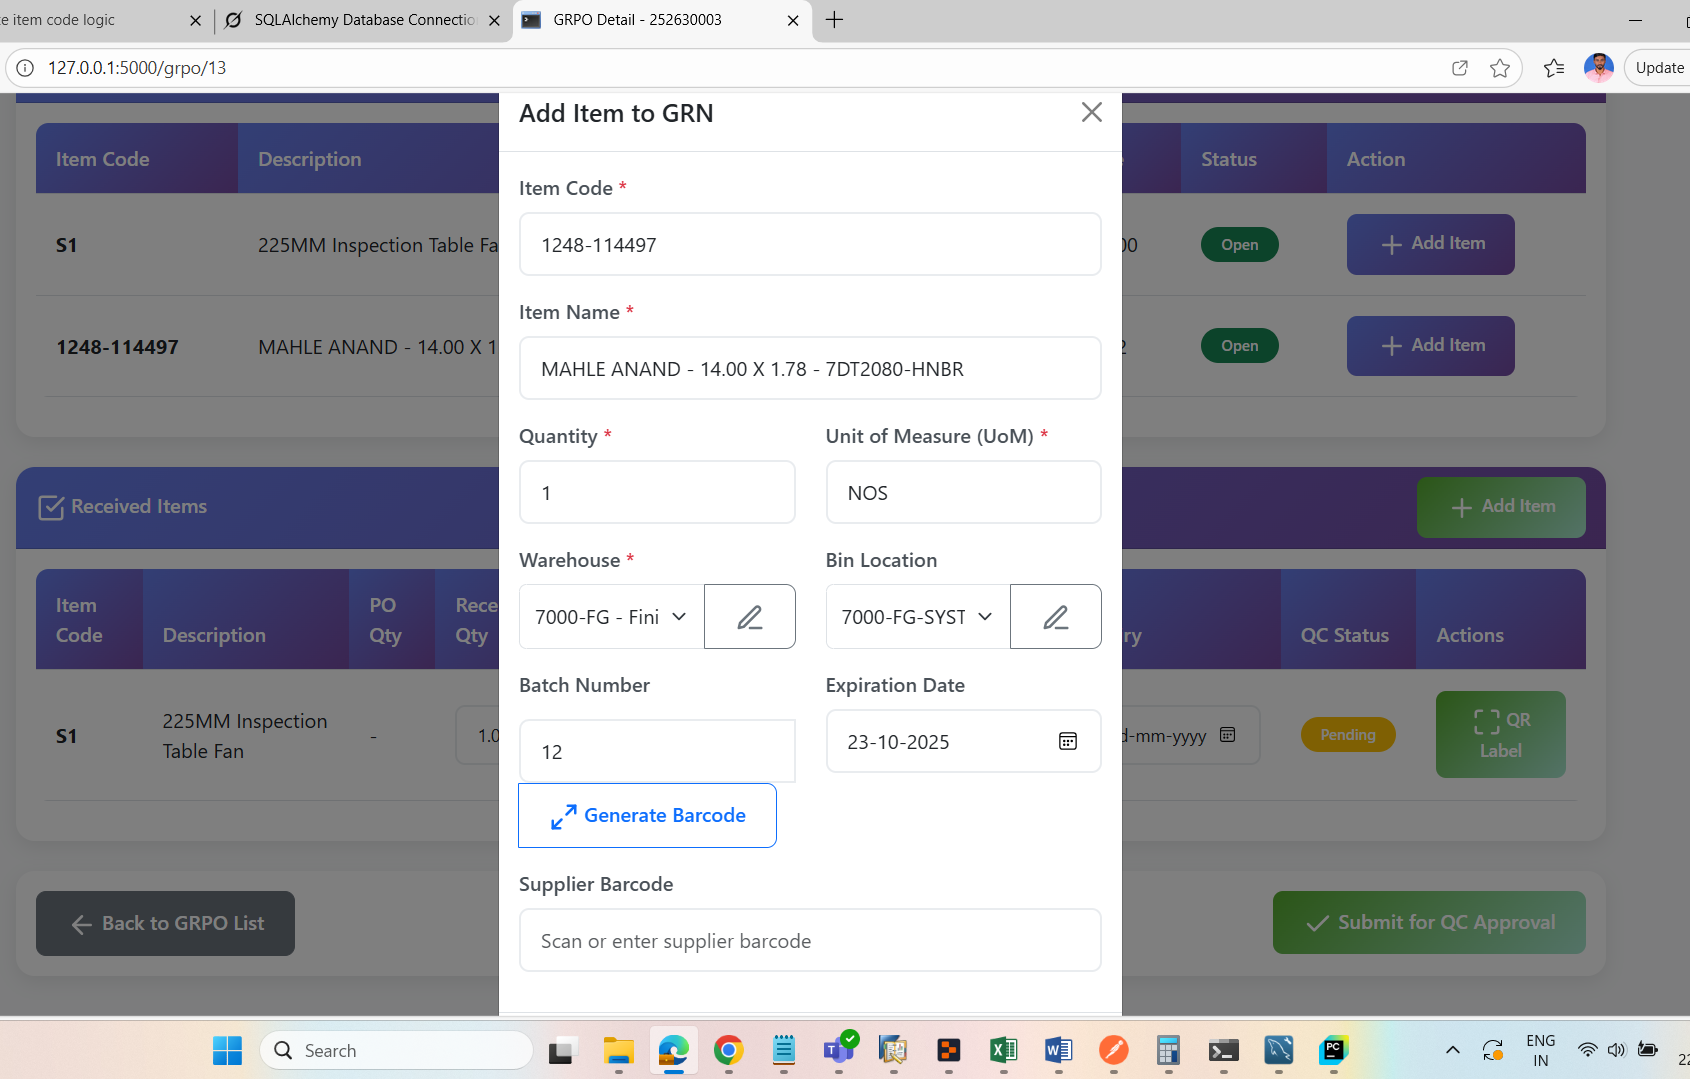 e item code logic
SQLAlchemy Database Connectio
GRPO Detail - 252630003
127.0.0.1:5000/grpo/13
Update
Add Item to GRN
Item Code
Description
Status
Action
Item Code *
1248-114497
S1
225MM Inspection Table Fa
00
Open
Add Item
Item Name *
MAHLE ANAND - 14.00 X 1.78 - 7DT2080-HNBR
1248-114497
MAHLE ANAND - 14.00 X 1
2
Open
Add Item
Quantity *
Unit of Measure (UoM) *
1
NOS
Received Items
Add Item
Warehouse *
Bin Location
7000-FG - Fini
7000-FG-SYST
Item Code
Description
PO Qty
Rece
Qty
ry
QC Status
Actions
Batch Number
Expiration Date
12
23-10-2025
S1
225MM Inspection
Table Fan
-
1.0
d-mm-yyyy
Pending
QR
Label
Generate Barcode
Supplier Barcode
Scan or enter supplier barcode
Back to GRPO List
Submit for QC Approval
Search
T
X
W
PC
ENG
IN
22